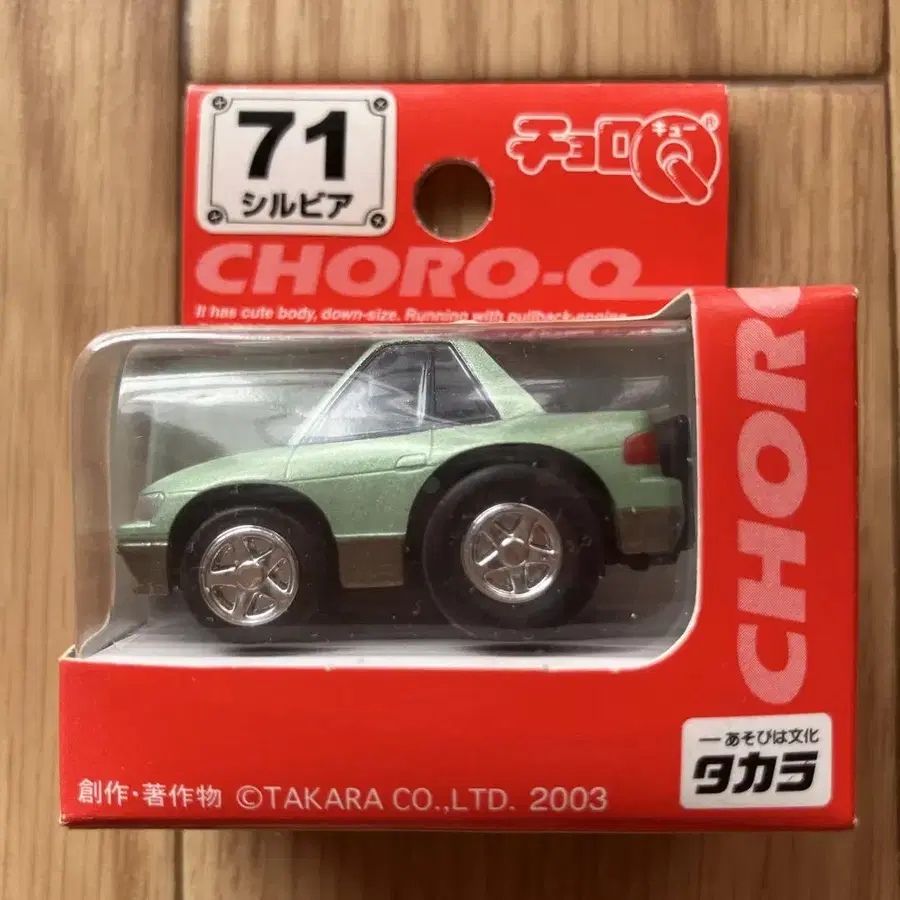 71
シルビア
チョロ
キュー
Q®
CHORO-Q
It has cute body, down-size. Running with pullback engine.
CHORO
一あそびは文化
タカラ
創作・著作物 ©TAKARA CO.,LTD. 2003